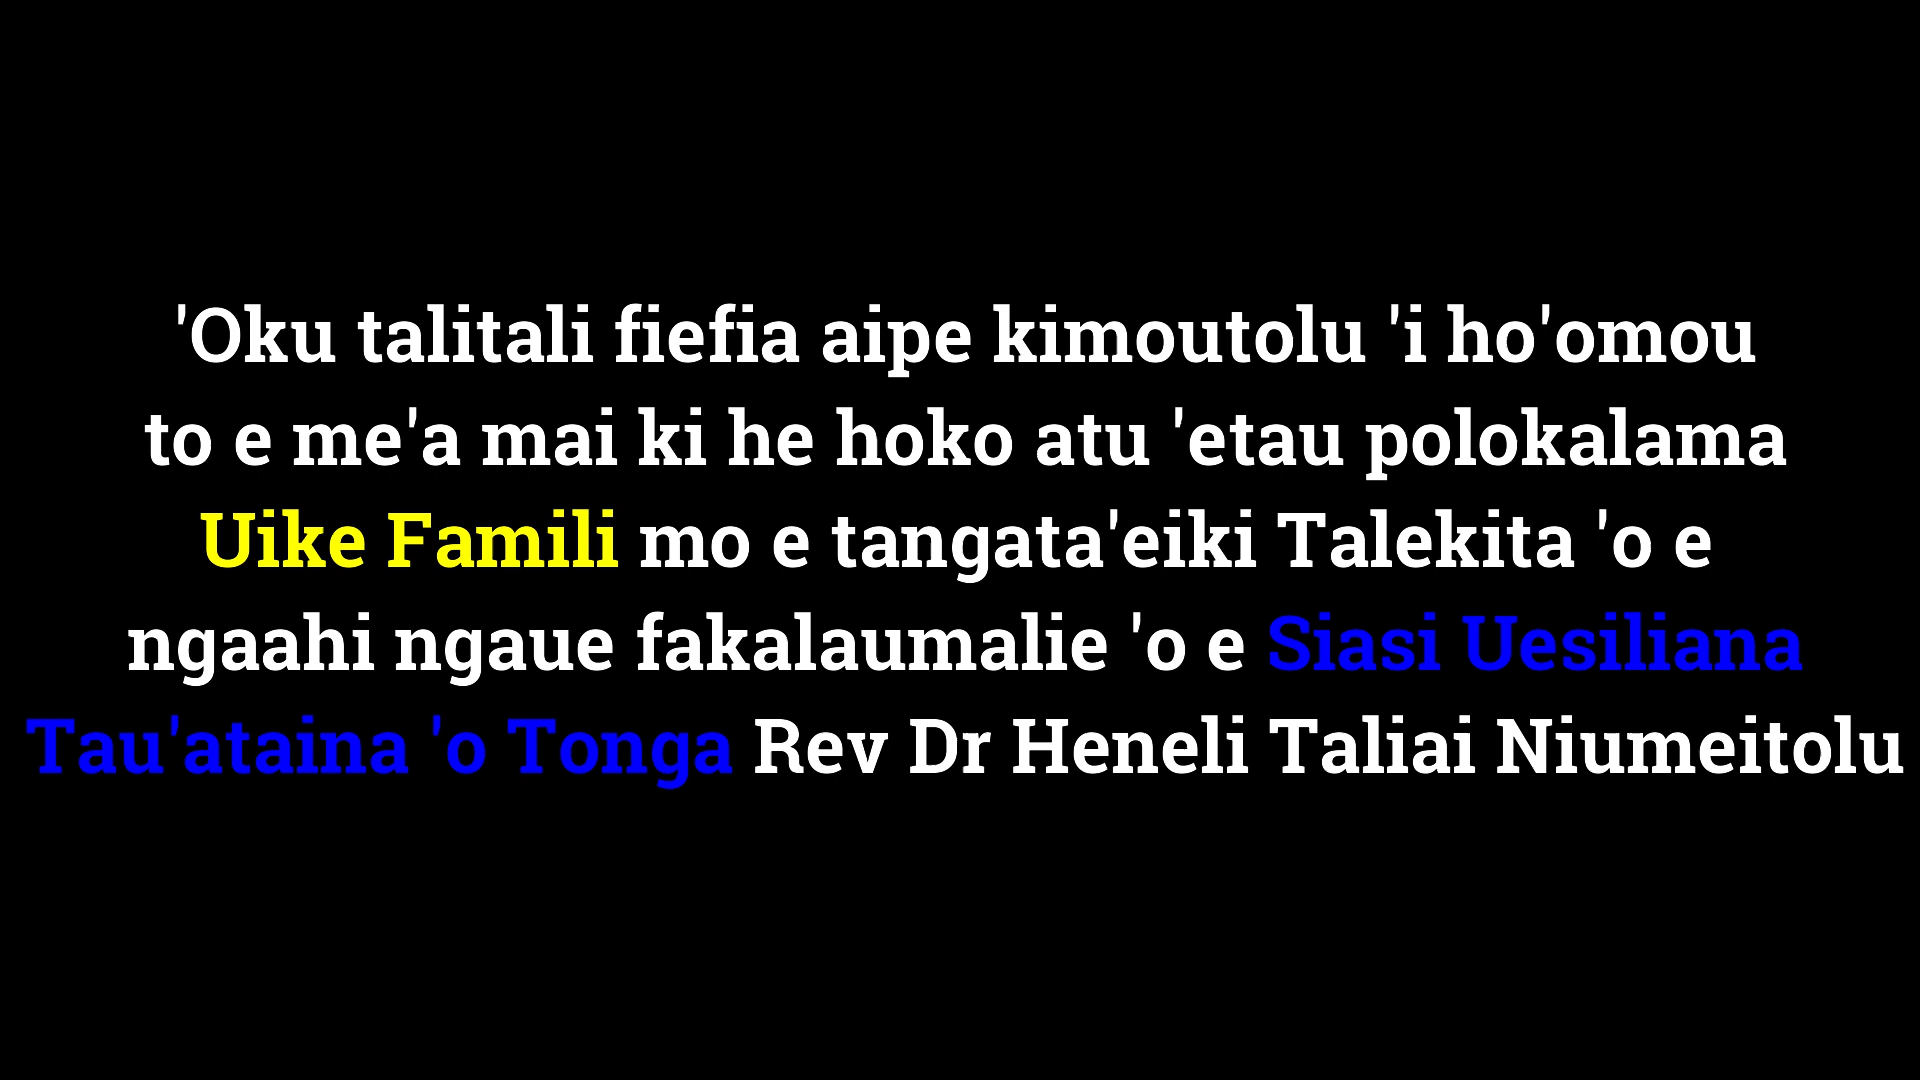 'Oku talitali fiefia aipe kimoutolu 'i ho'omou
to e me'a mai ki he hoko atu 'etau polokalama
Uike Famili mo e tangata'eiki Talekita 'o e
ngaahi ngaue fakalaumalie 'o e Siasi Uesiliana
Tau'ataina 'o Tonga Rev Dr Heneli Taliai Niumeitolu